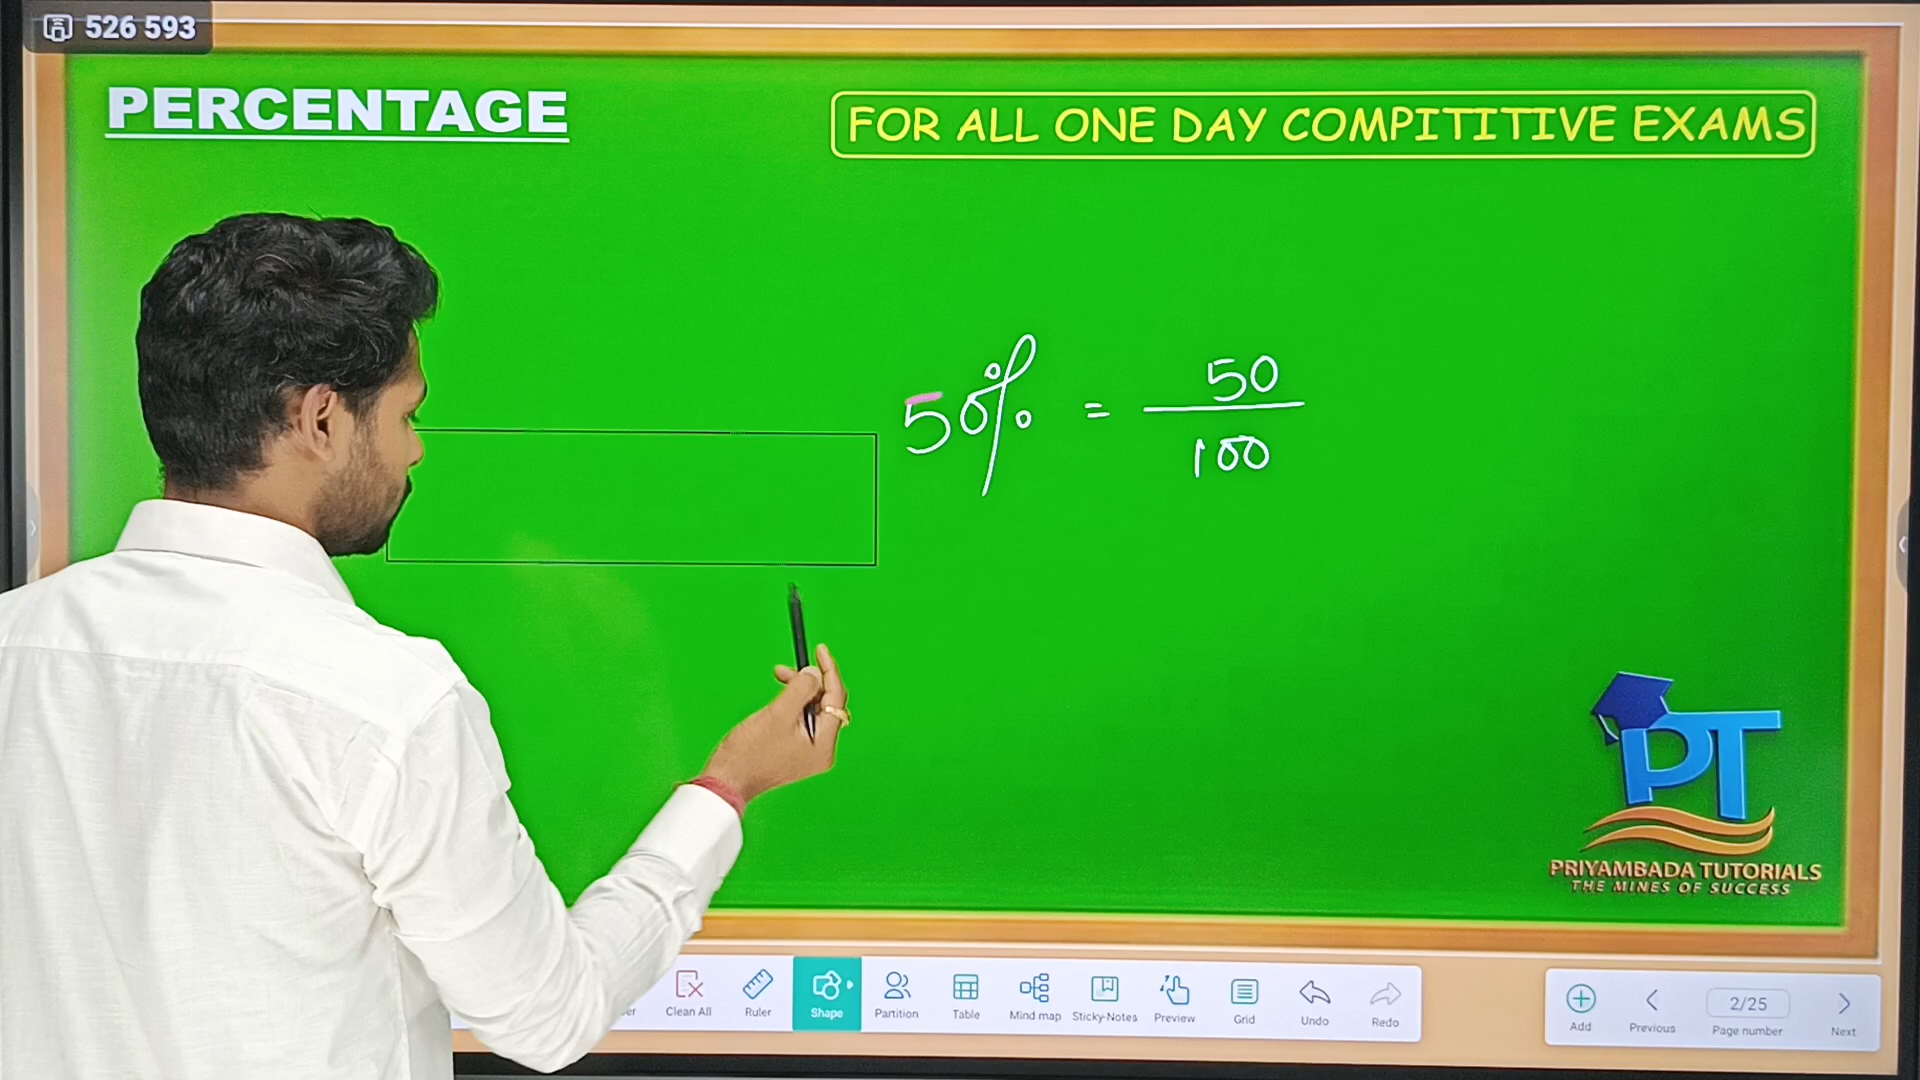 526 593
PERCENTAGE
FOR ALL ONE DAY COMPITITIVE EXAMS
50% = 50
100
PT
PRIYAMBADA TUTORIALS
THE MINES OF SUCCESS
Clean All
Ruler
Shape
Partition
Table
Mind map
Sticky-Notes
Preview
Grid
Undo
Redo
Add
Previous
2/25
Page number
Next